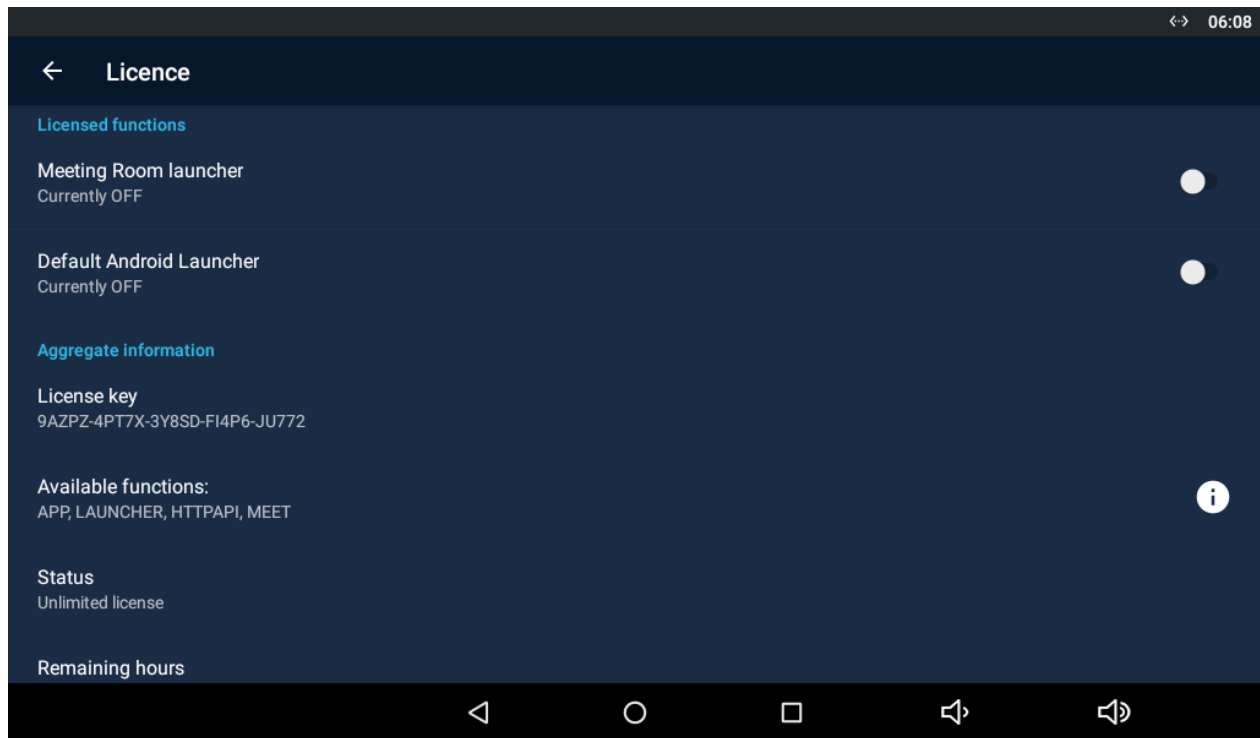 06:08
Licence
Licensed functions
Meeting Room launcher
Currently OFF
Default Android Launcher
Currently OFF
Aggregate information
License key
9AZPZ-4PT7X-3Y8SD-FI4P6-JU772
Available functions:
APP, LAUNCHER, HTTPAPI, MEET
Status
Unlimited license
Remaining hours